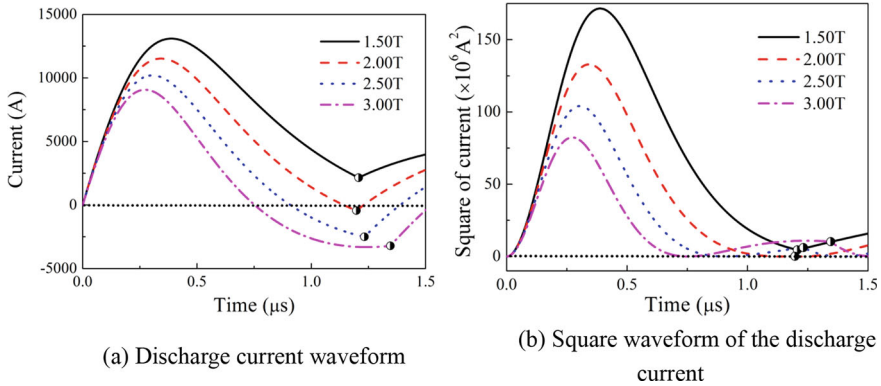 15000
10000
5000
0
-5000
Current (A)
1.50T
2.00T
2.50T
3.00T
0.0
0.5
1.0
1.5
Time (μs)
(a) Discharge current waveform
150
100
50
0
Square of current (×10⁶A²)
1.50T
2.00T
2.50T
3.00T
0.0
0.5
1.0
1.5
Time (μs)
(b) Square waveform of the discharge
current